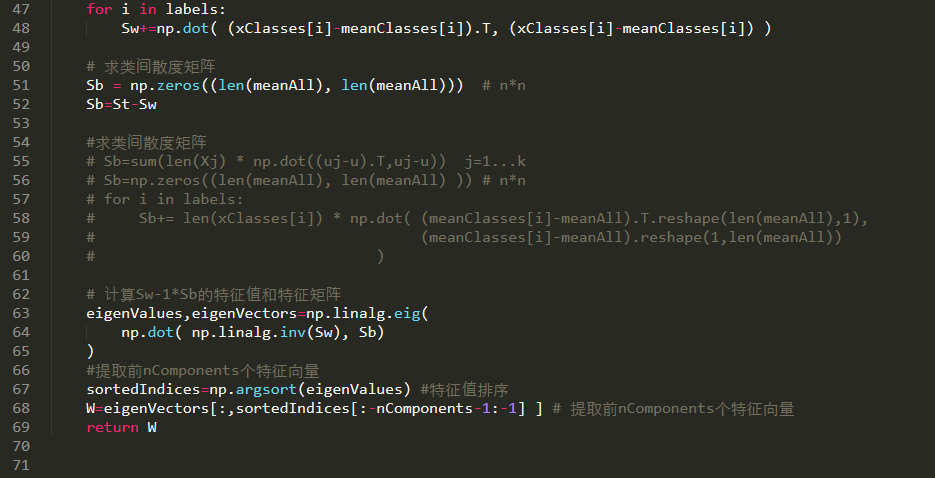 47 for i in labels:
48 Sw+=np.dot( (xClasses[i]-meanClasses[i]).T, (xClasses[i]-meanClasses[i]) )
49
50 # 求类间散度矩阵
51 Sb = np.zeros((len(meanAll), len(meanAll))) # n*n
52 Sb=St-Sw
53
54 #求类间散度矩阵
55 # Sb=sum(len(Xj) * np.dot((uj-u).T,uj-u)) j=1...k
56 # Sb=np.zeros((len(meanAll), len(meanAll) )) # n*n
57 # for i in labels:
58 # Sb+= len(xClasses[i]) * np.dot( (meanClasses[i]-meanAll).T.reshape(len(meanAll),1),
59 # (meanClasses[i]-meanAll).reshape(1,len(meanAll))
60 # )
61
62 # 计算Sw-1*Sb的特征值和特征矩阵
63 eigenValues,eigenVectors=np.linalg.eig(
64 np.dot( np.linalg.inv(Sw), Sb)
65 )
66 #提取前nComponents个特征向量
67 sortedIndices=np.argsort(eigenValues) #特征值排序
68 W=eigenVectors[:,sortedIndices[:-nComponents-1:-1] ] # 提取前nComponents个特征向量
69 return W
70
71